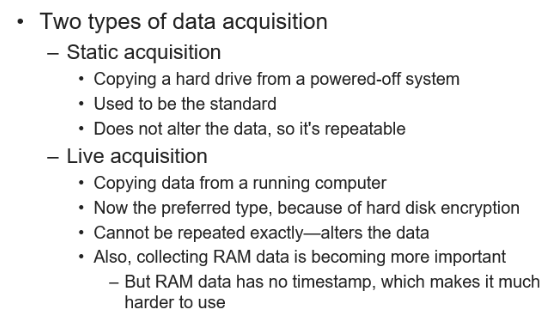 • Two types of data acquisition
– Static acquisition
• Copying a hard drive from a powered-off system
• Used to be the standard
• Does not alter the data, so it's repeatable
– Live acquisition
• Copying data from a running computer
• Now the preferred type, because of hard disk encryption
• Cannot be repeated exactly—alters the data
• Also, collecting RAM data is becoming more important
– But RAM data has no timestamp, which makes it much
harder to use